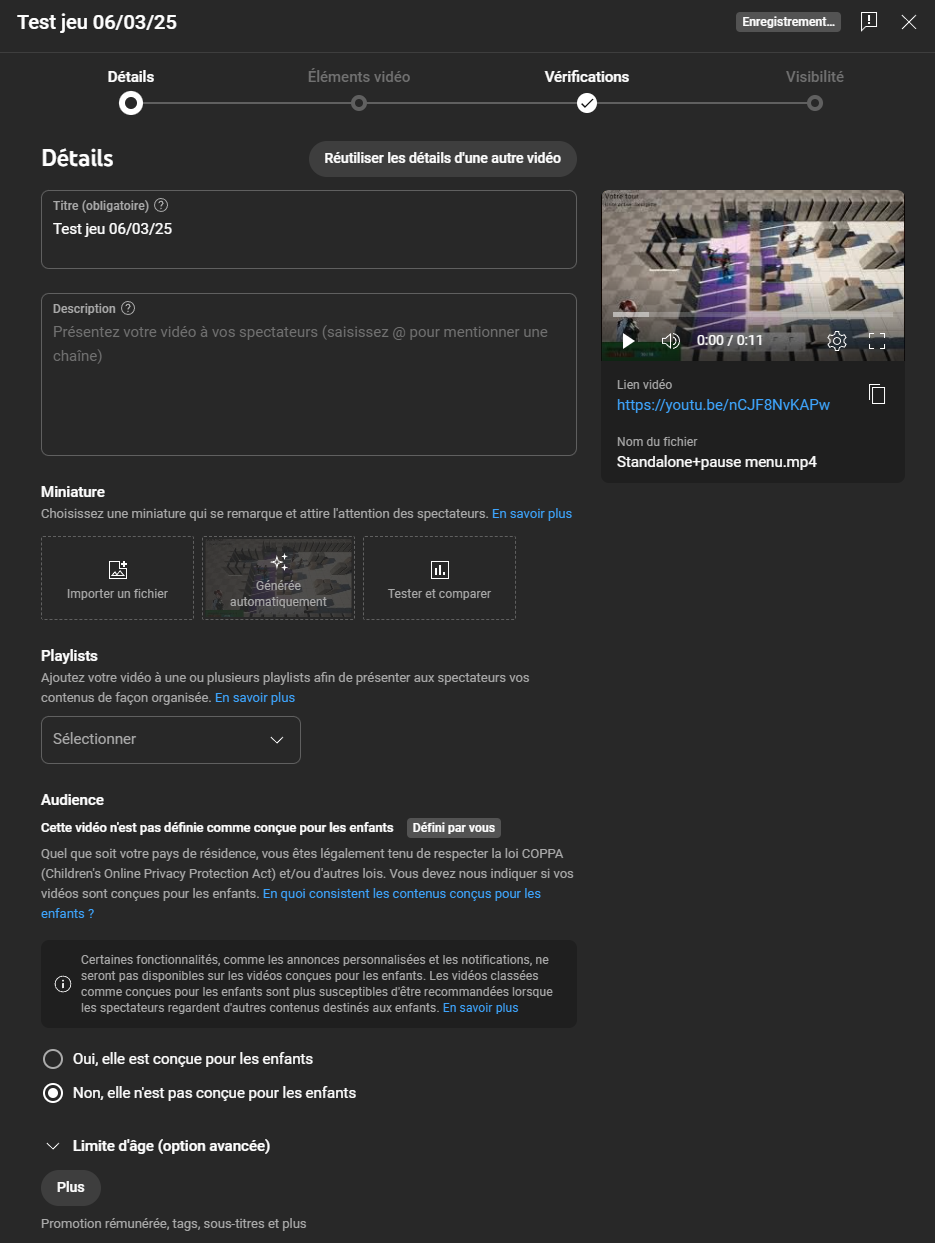 Test jeu 06/03/25
Enregistrement...
Détails
Éléments vidéo
Vérifications
Visibilité
Détails
Réutiliser les détails d'une autre vidéo
Titre (obligatoire)
Test jeu 06/03/25
Description
Présentez votre vidéo à vos spectateurs (saisissez @ pour mentionner une
chaîne)
Votre tour
0:00 / 0:11
Lien vidéo
https://youtu.be/nCJF8NvKAPw
Nom du fichier
Standalone+pause menu.mp4
Miniature
Choisissez une miniature qui se remarque et attire l'attention des spectateurs. En savoir plus
Importer un fichier
Générée
automatiquement
Tester et comparer
Playlists
Ajoutez votre vidéo à une ou plusieurs playlists afin de présenter aux spectateurs vos
contenus de façon organisée. En savoir plus
Sélectionner
Audience
Cette vidéo n'est pas définie comme conçue pour les enfants
Défini par vous
Quel que soit votre pays de résidence, vous êtes légalement tenu de respecter la loi COPPA
(Children's Online Privacy Protection Act) et/ou d'autres lois. Vous devez nous indiquer si vos
vidéos sont conçues pour les enfants. En quoi consistent les contenus conçus pour les
enfants ?
Certaines fonctionnalités, comme les annonces personnalisées et les notifications, ne
seront pas disponibles sur les vidéos conçues pour les enfants. Les vidéos classées
comme conçues pour les enfants sont plus susceptibles d'être recommandées lorsque
les spectateurs regardent d'autres contenus destinés aux enfants. En savoir plus
Oui, elle est conçue pour les enfants
Non, elle n'est pas conçue pour les enfants
Limite d'âge (option avancée)
Plus
Promotion rémunérée, tags, sous-titres et plus